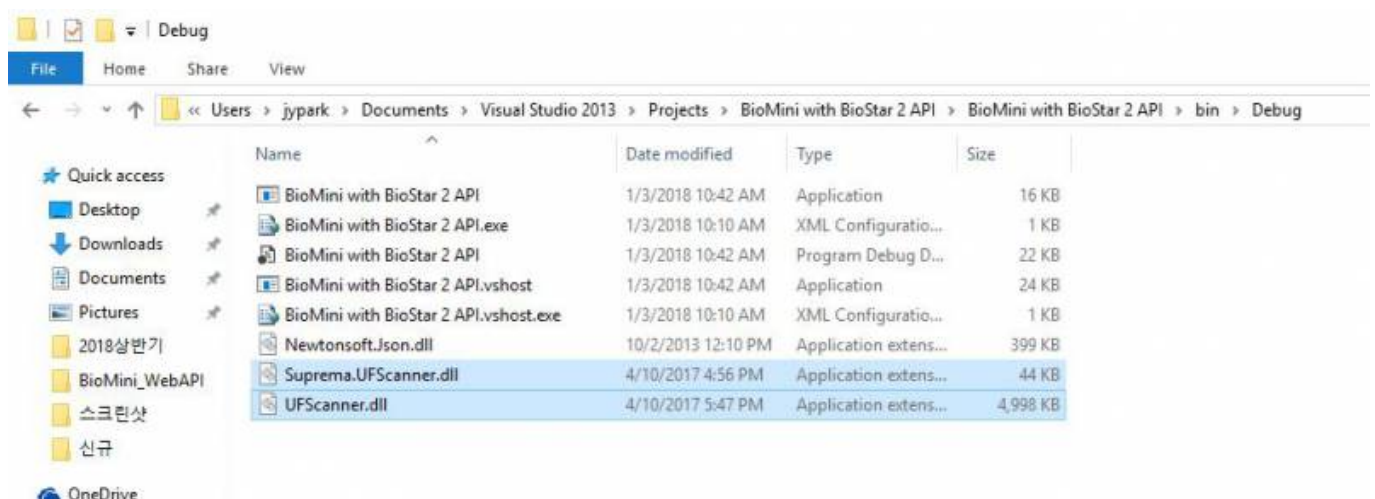 Debug
File Home Share View
« Users > jypark > Documents > Visual Studio 2013 > Projects > BioMini with BioStar 2 API > BioMini with BioStar 2 API > bin > Debug
Name Date modified Type Size
Quick access
Desktop
Downloads
Documents
Pictures
2018상반기
BioMini_WebAPI
스크린샷
신규
OneDrive
BioMini with BioStar 2 API 1/3/2018 10:42 AM Application 16 KB
BioMini with BioStar 2 API.exe 1/3/2018 10:10 AM XML Configuratio... 1 KB
BioMini with BioStar 2 API 1/3/2018 10:42 AM Program Debug D... 22 KB
BioMini with BioStar 2 API.vshost 1/3/2018 10:42 AM Application 24 KB
BioMini with BioStar 2 API.vshost.exe 1/3/2018 10:10 AM XML Configuratio... 1 KB
Newtonsoft.Json.dll 10/2/2013 12:10 PM Application extens... 399 KB
Suprema.UFScanner.dll 4/10/2017 4:56 PM Application extens... 44 KB
UFScanner.dll 4/10/2017 5:47 PM Application extens... 4,998 KB